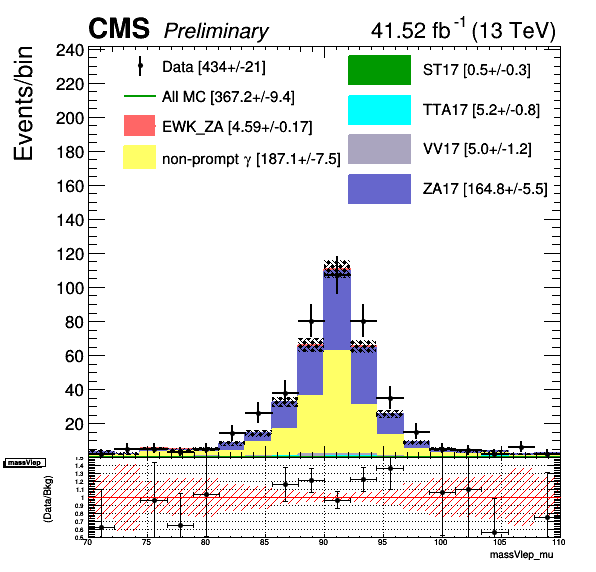 CMS Preliminary 41.52 fb⁻¹ (13 TeV)
Events/bin
240
220
200
180
160
140
120
100
80
60
40
20
Data [434+/-21]
All MC [367.2+/-9.4]
EWK_ZA [4.59+/-0.17]
non-prompt γ [187.1+/-7.5]
ST17 [0.5+/-0.3]
TTA17 [5.2+/-0.8]
VV17 [5.0+/-1.2]
ZA17 [164.8+/-5.5]
massVlep
(Data/Bkg)
1.5
1.4
1.3
1.2
1.1
1
0.9
0.8
0.7
0.6
0.5
70 75 80 85 90 95 100 105 110
massVlep_mu